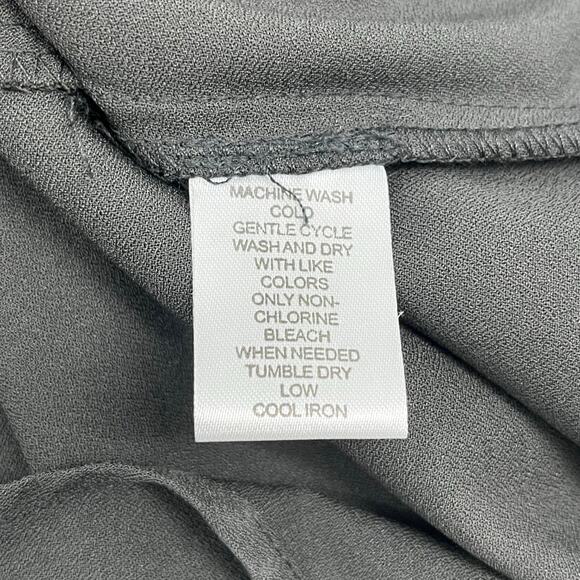 MACHINE WASH
COLD
GENTLE CYCLE
WASH AND DRY
WITH LIKE
COLORS
ONLY NON-
CHLORINE
BLEACH
WHEN NEEDED
TUMBLE DRY
LOW
COOL IRON